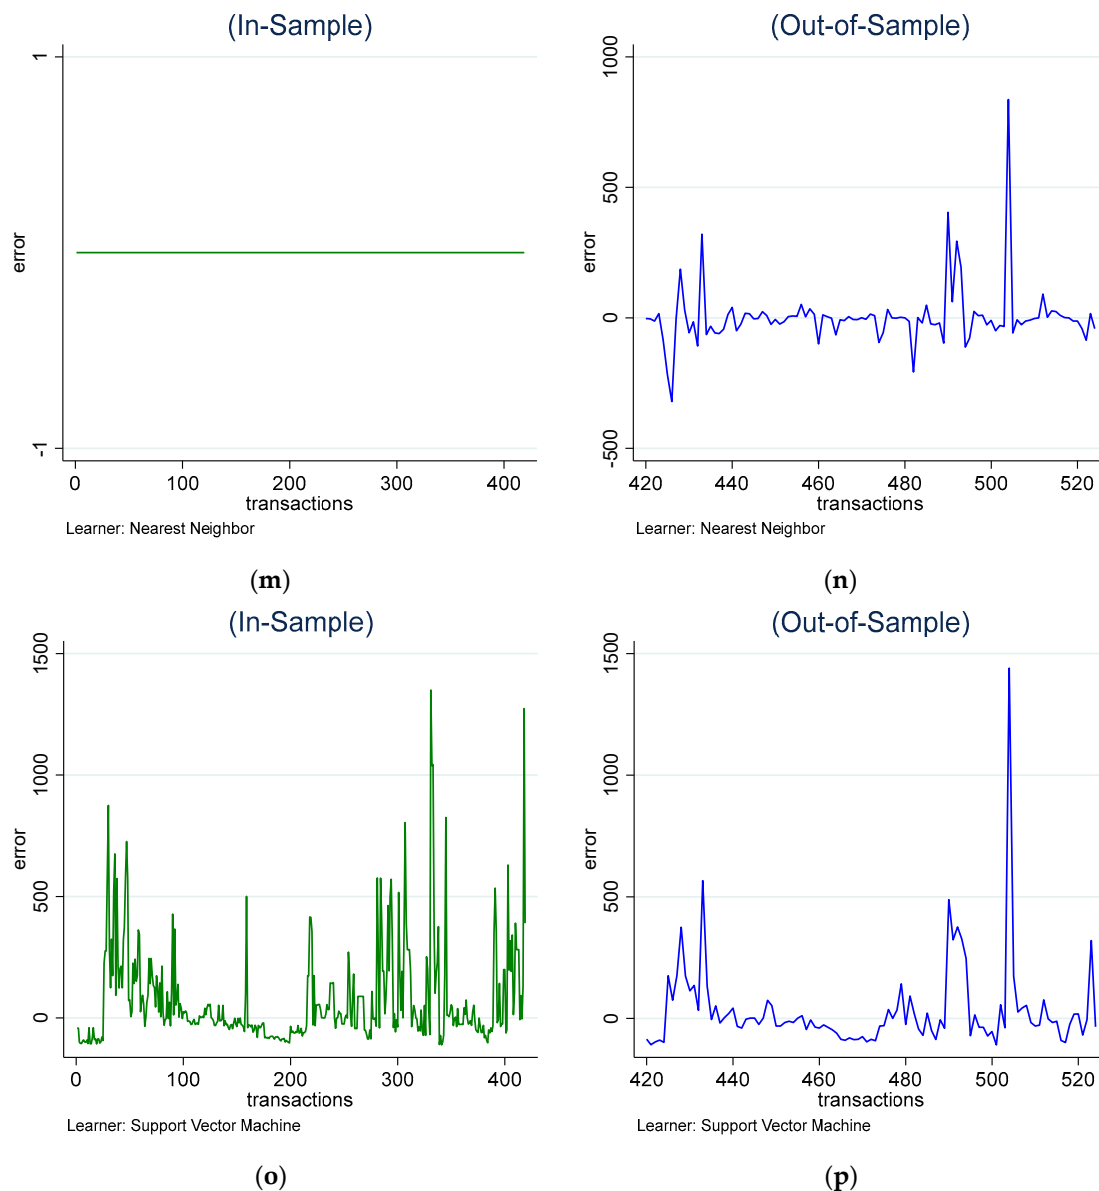 (In-Sample)
1
-1
error
0 100 200 300 400
transactions
Learner: Nearest Neighbor
(m)
(Out-of-Sample)
1000
500
0
-500
error
420 440 460 480 500 520
transactions
Learner: Nearest Neighbor
(n)
(In-Sample)
1500
1000
500
0
error
0 100 200 300 400
transactions
Learner: Support Vector Machine
(o)
(Out-of-Sample)
1500
1000
500
0
error
420 440 460 480 500 520
transactions
Learner: Support Vector Machine
(p)